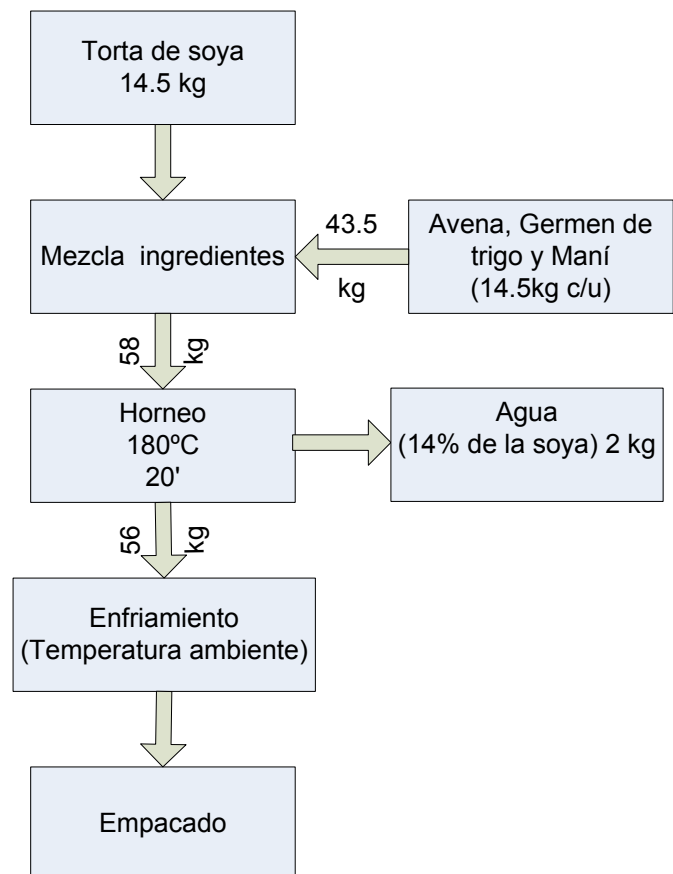 Torta de soya
14.5 kg
Mezcla ingredientes
43.5
kg
Avena, Germen de
trigo y Maní
(14.5kg c/u)
58 kg
Horneo
180ºC
20'
Agua
(14% de la soya) 2 kg
56 kg
Enfriamiento
(Temperatura ambiente)
Empacado